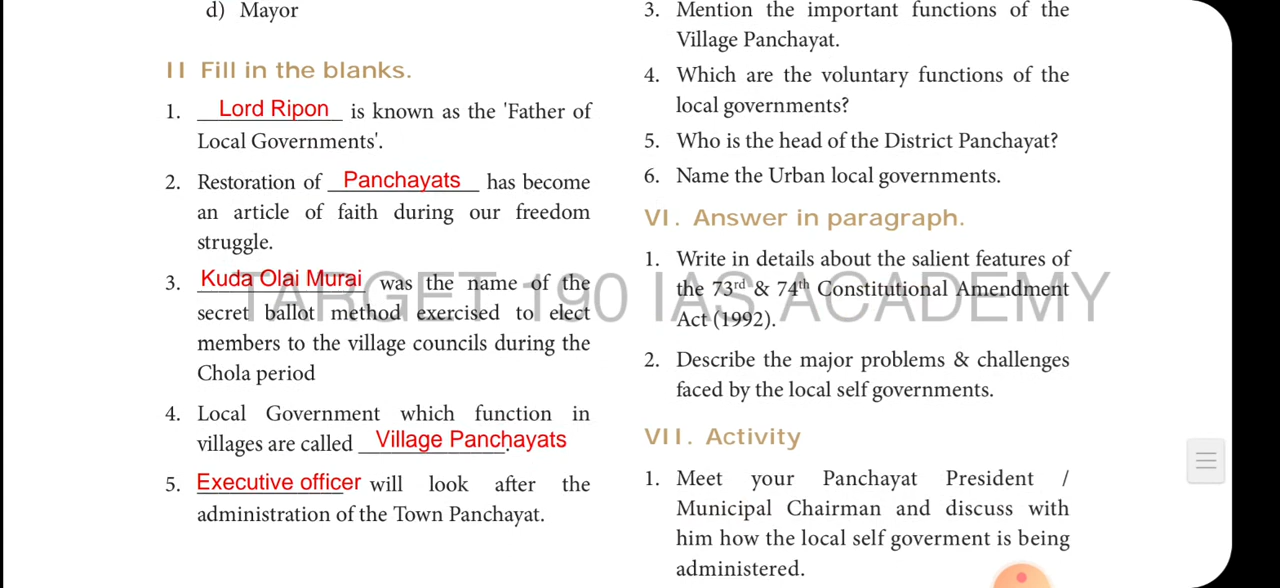 d) Mayor
II Fill in the blanks.
1. Lord Ripon is known as the 'Father of
Local Governments'.
2. Restoration of Panchayats has become
an article of faith during our freedom
struggle.
3. Kuda Olai Murai was the name of the
secret ballot method exercised to elect
members to the village councils during the
Chola period
4. Local Government which function in
villages are called Village Panchayats.
5. Executive officer will look after the
administration of the Town Panchayat.
3. Mention the important functions of the
Village Panchayat.
4. Which are the voluntary functions of the
local governments?
5. Who is the head of the District Panchayat?
6. Name the Urban local governments.
VI. Answer in paragraph.
1. Write in details about the salient features of
the 73rd & 74th Constitutional Amendment
Act (1992).
2. Describe the major problems & challenges
faced by the local self governments.
VII. Activity
1. Meet your Panchayat President /
Municipal Chairman and discuss with
him how the local self goverment is being
administered.
TARGET 190 IAS ACADEMY